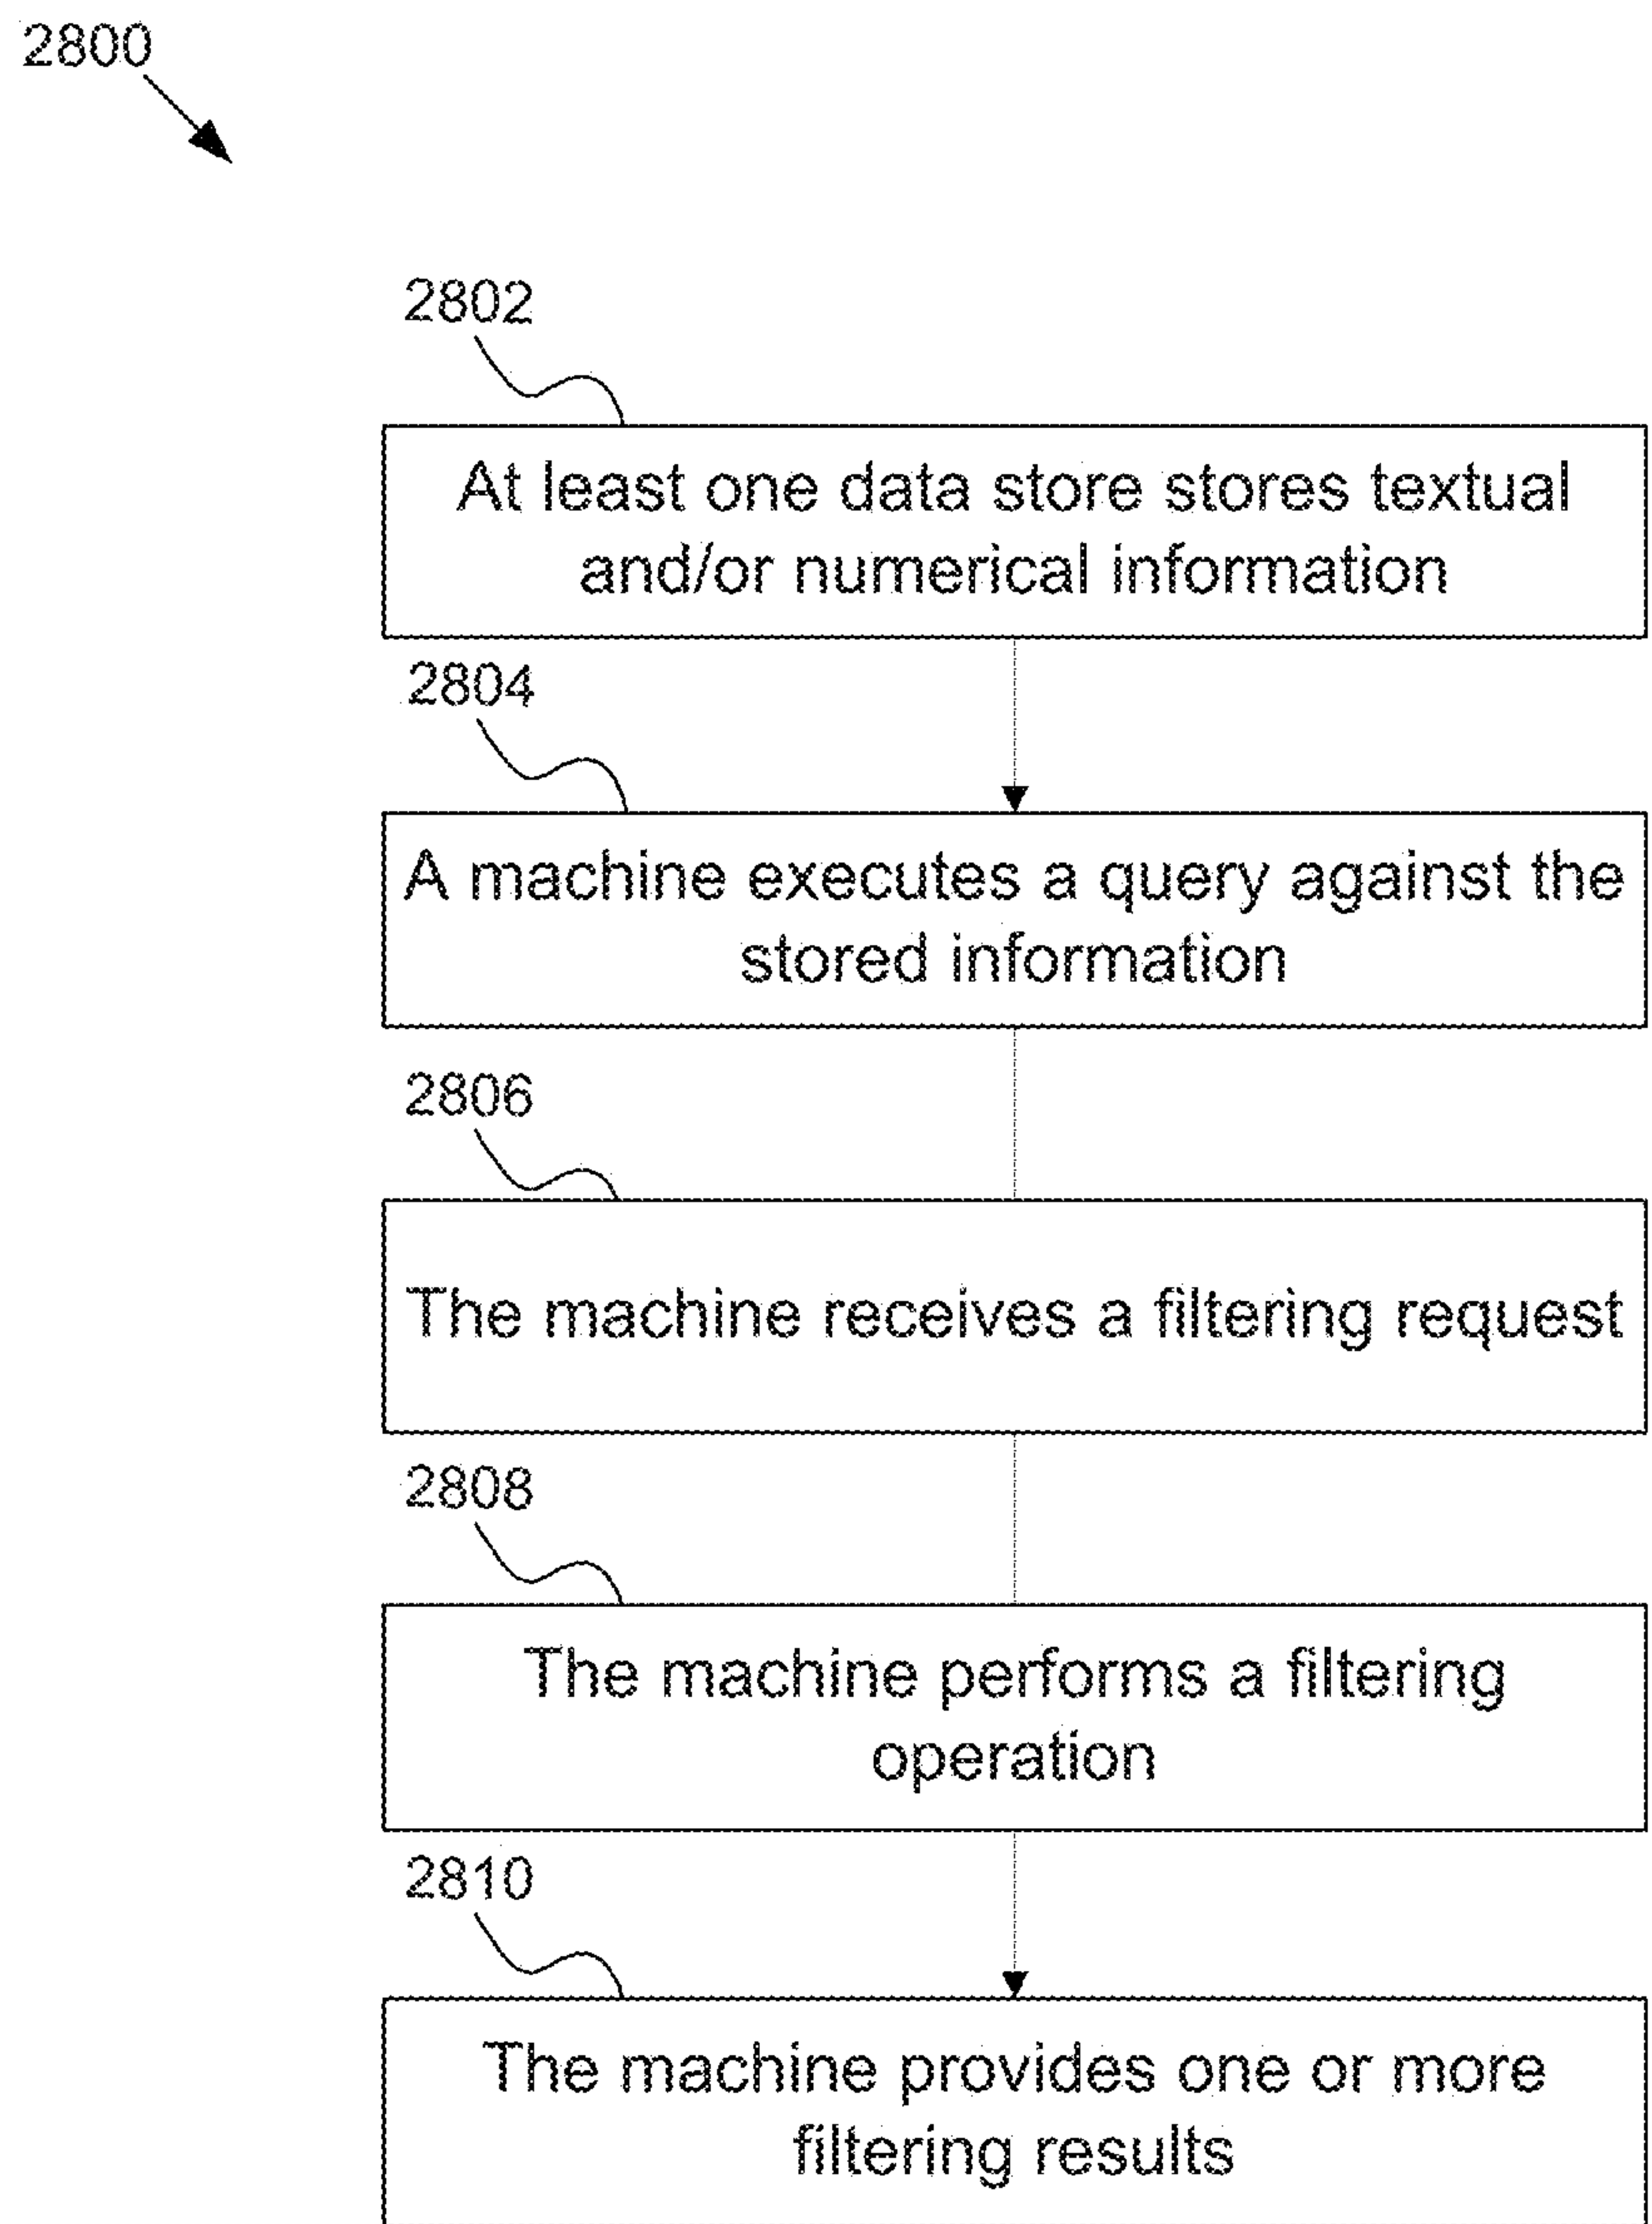 2800
2802
At least one data store stores textual
and/or numerical information
2804
A machine executes a query against the
stored information
2806
The machine receives a filtering request
2808
The machine performs a filtering
operation
2810
The machine provides one or more
filtering results